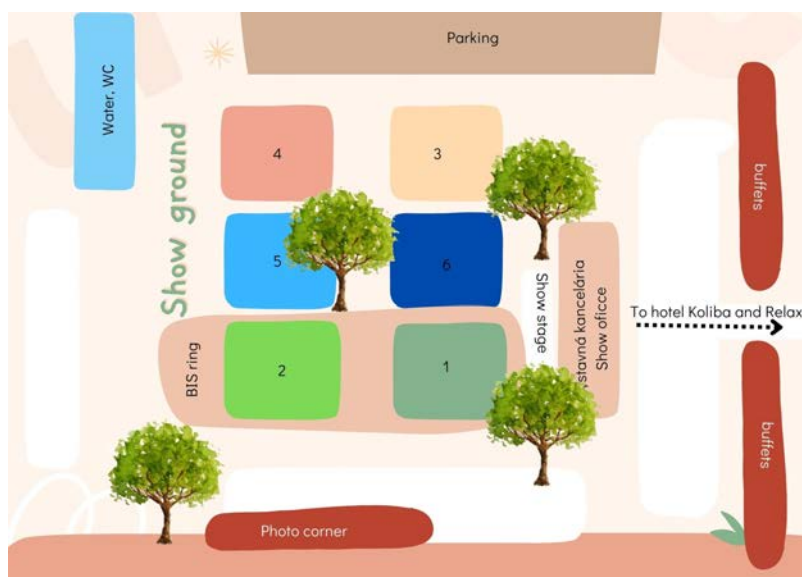 Parking
Water, WC
Show ground
4
3
buffets
5
6
Show stage
stavná kancelária
Show oficce
To hotel Koliba and Relax
BIS ring
2
1
buffets
Photo corner